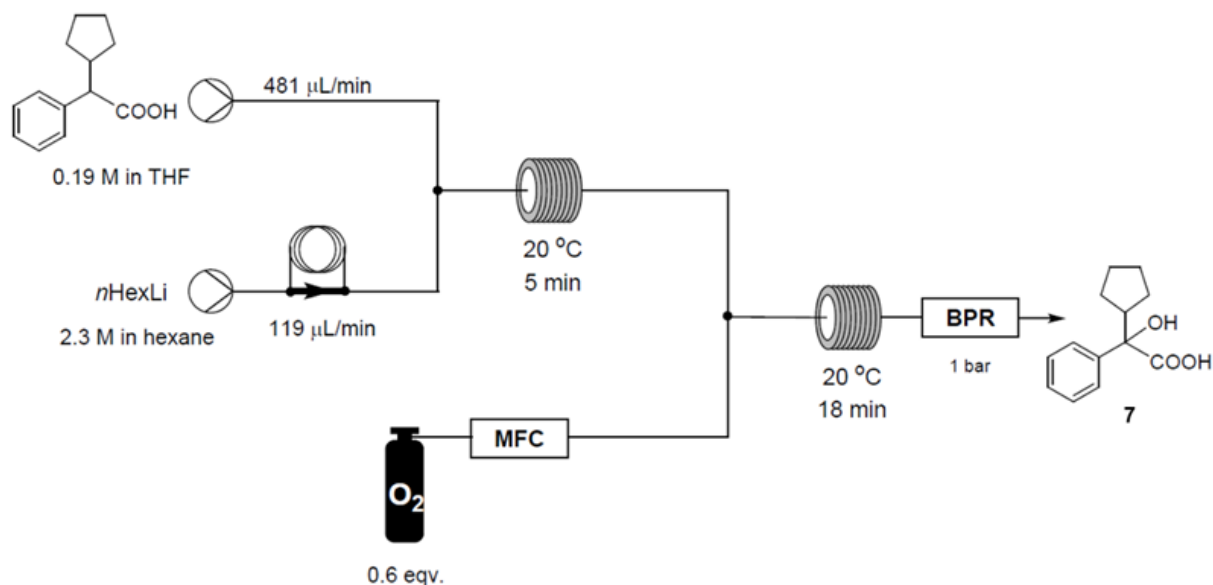 COOH
0.19 M in THF
481 μL/min
nHexLi
2.3 M in hexane
119 μL/min
20 °C
5 min
O₂
0.6 eqv.
MFC
20 °C
18 min
BPR
1 bar
OH
COOH
7